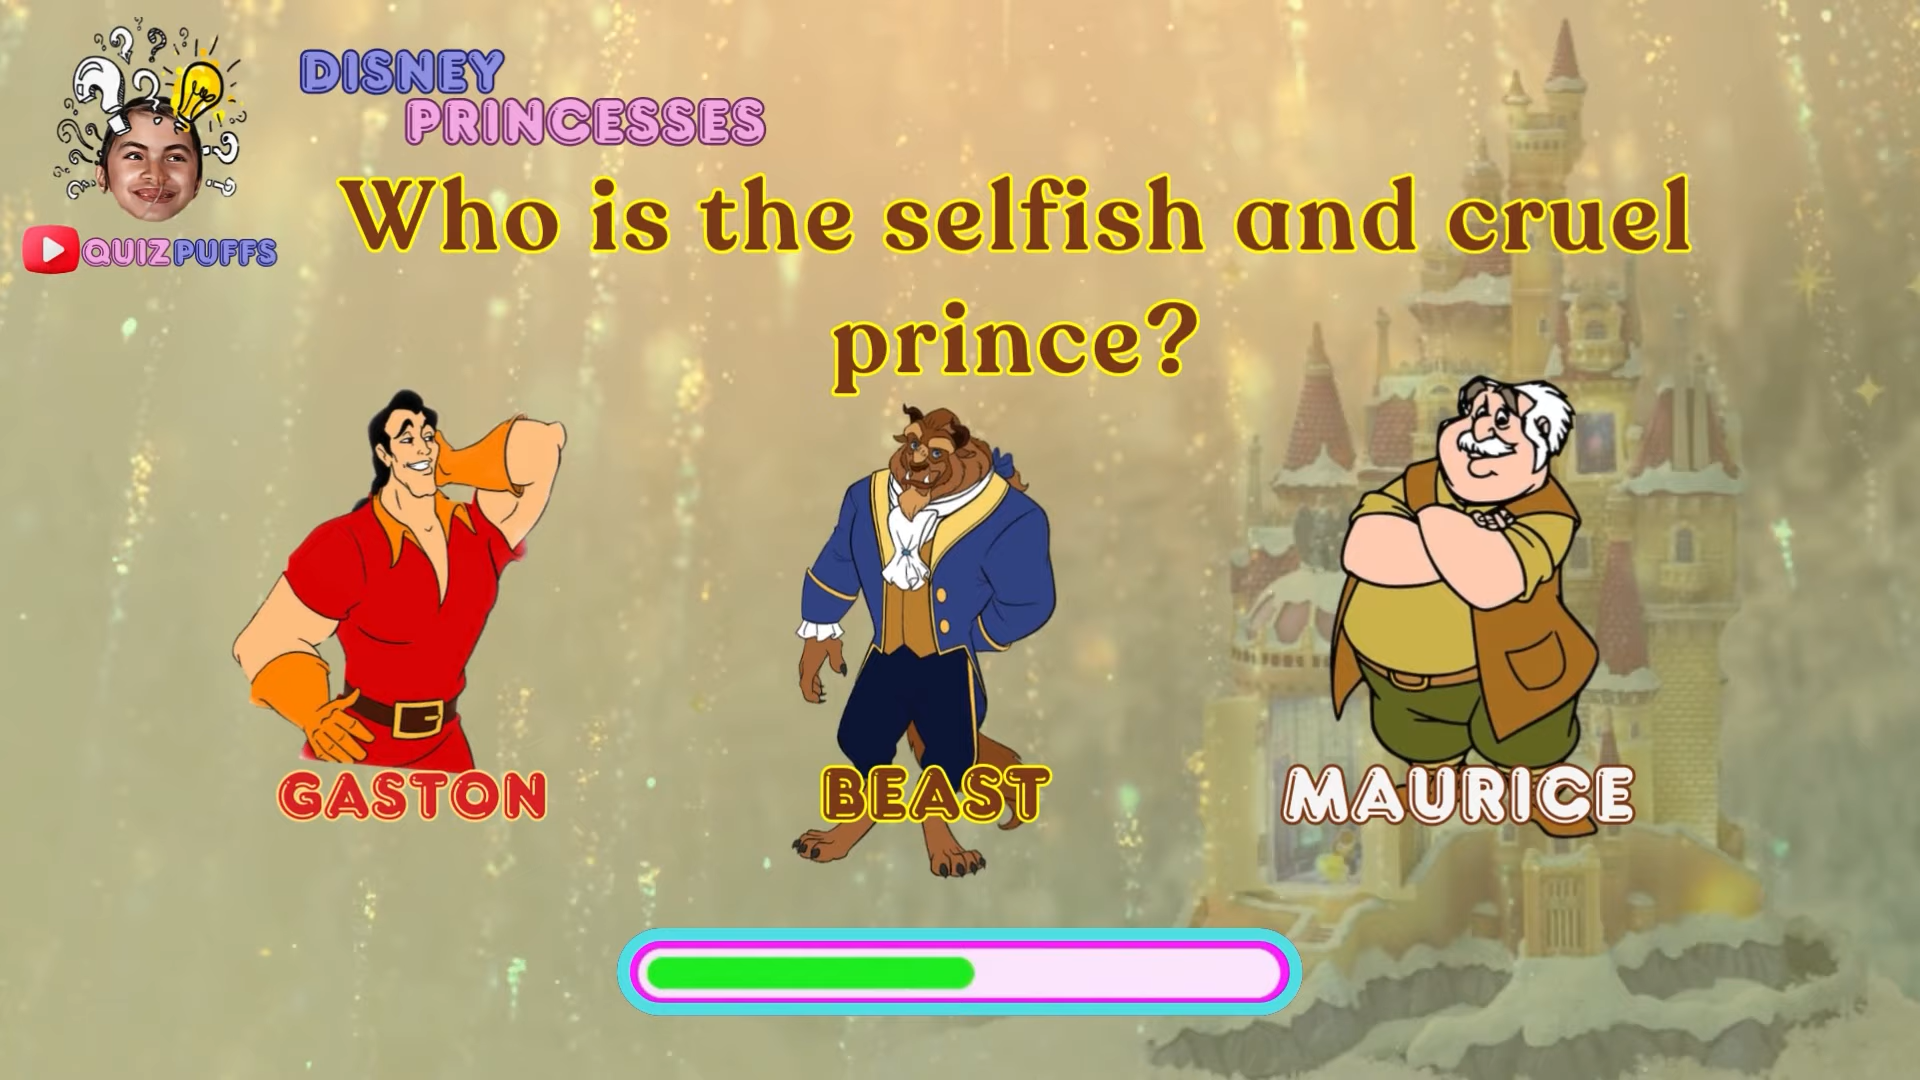 DISNEY
PRINCESSES
QUIZPUFFS
Who is the selfish and cruel
prince?
GASTON
BEAST
MAURICE